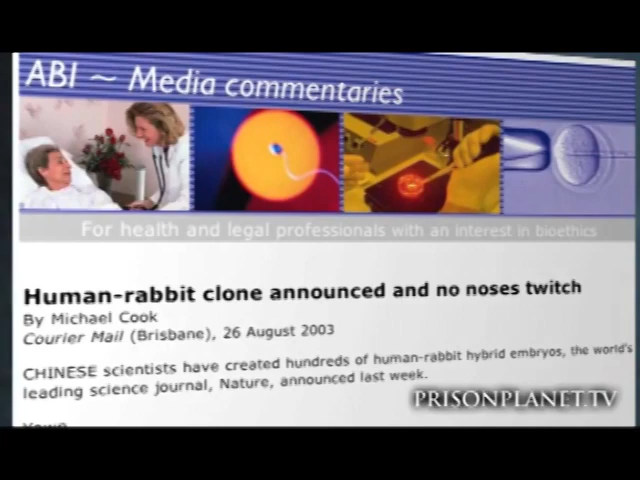 ABI ~ Media commentaries
For health and legal professionals with an interest in bioethics
Human-rabbit clone announced and no noses twitch
By Michael Cook
Courier Mail (Brisbane), 26 August 2003
CHINESE scientists have created hundreds of human-rabbit hybrid embryos, the world's
leading science journal, Nature, announced last week.
PRISONPLANET.TV